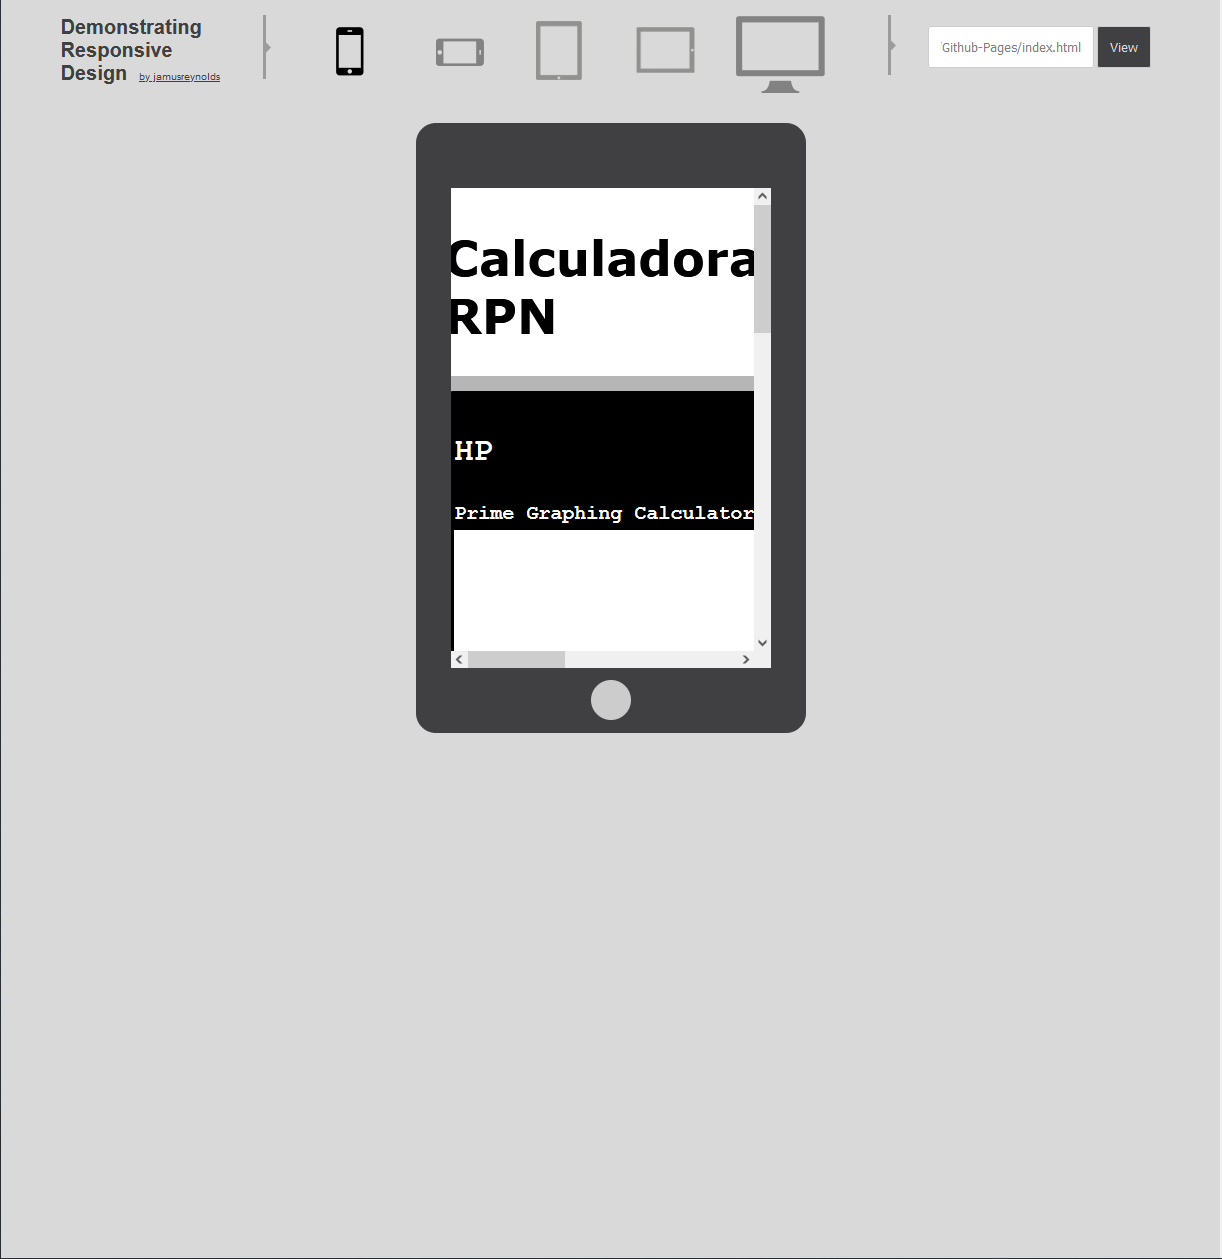 Demonstrating
Responsive
Design by jamusreynolds
Github-Pages/index.html
View
Calculadora
RPN
HP
Prime Graphing Calculator